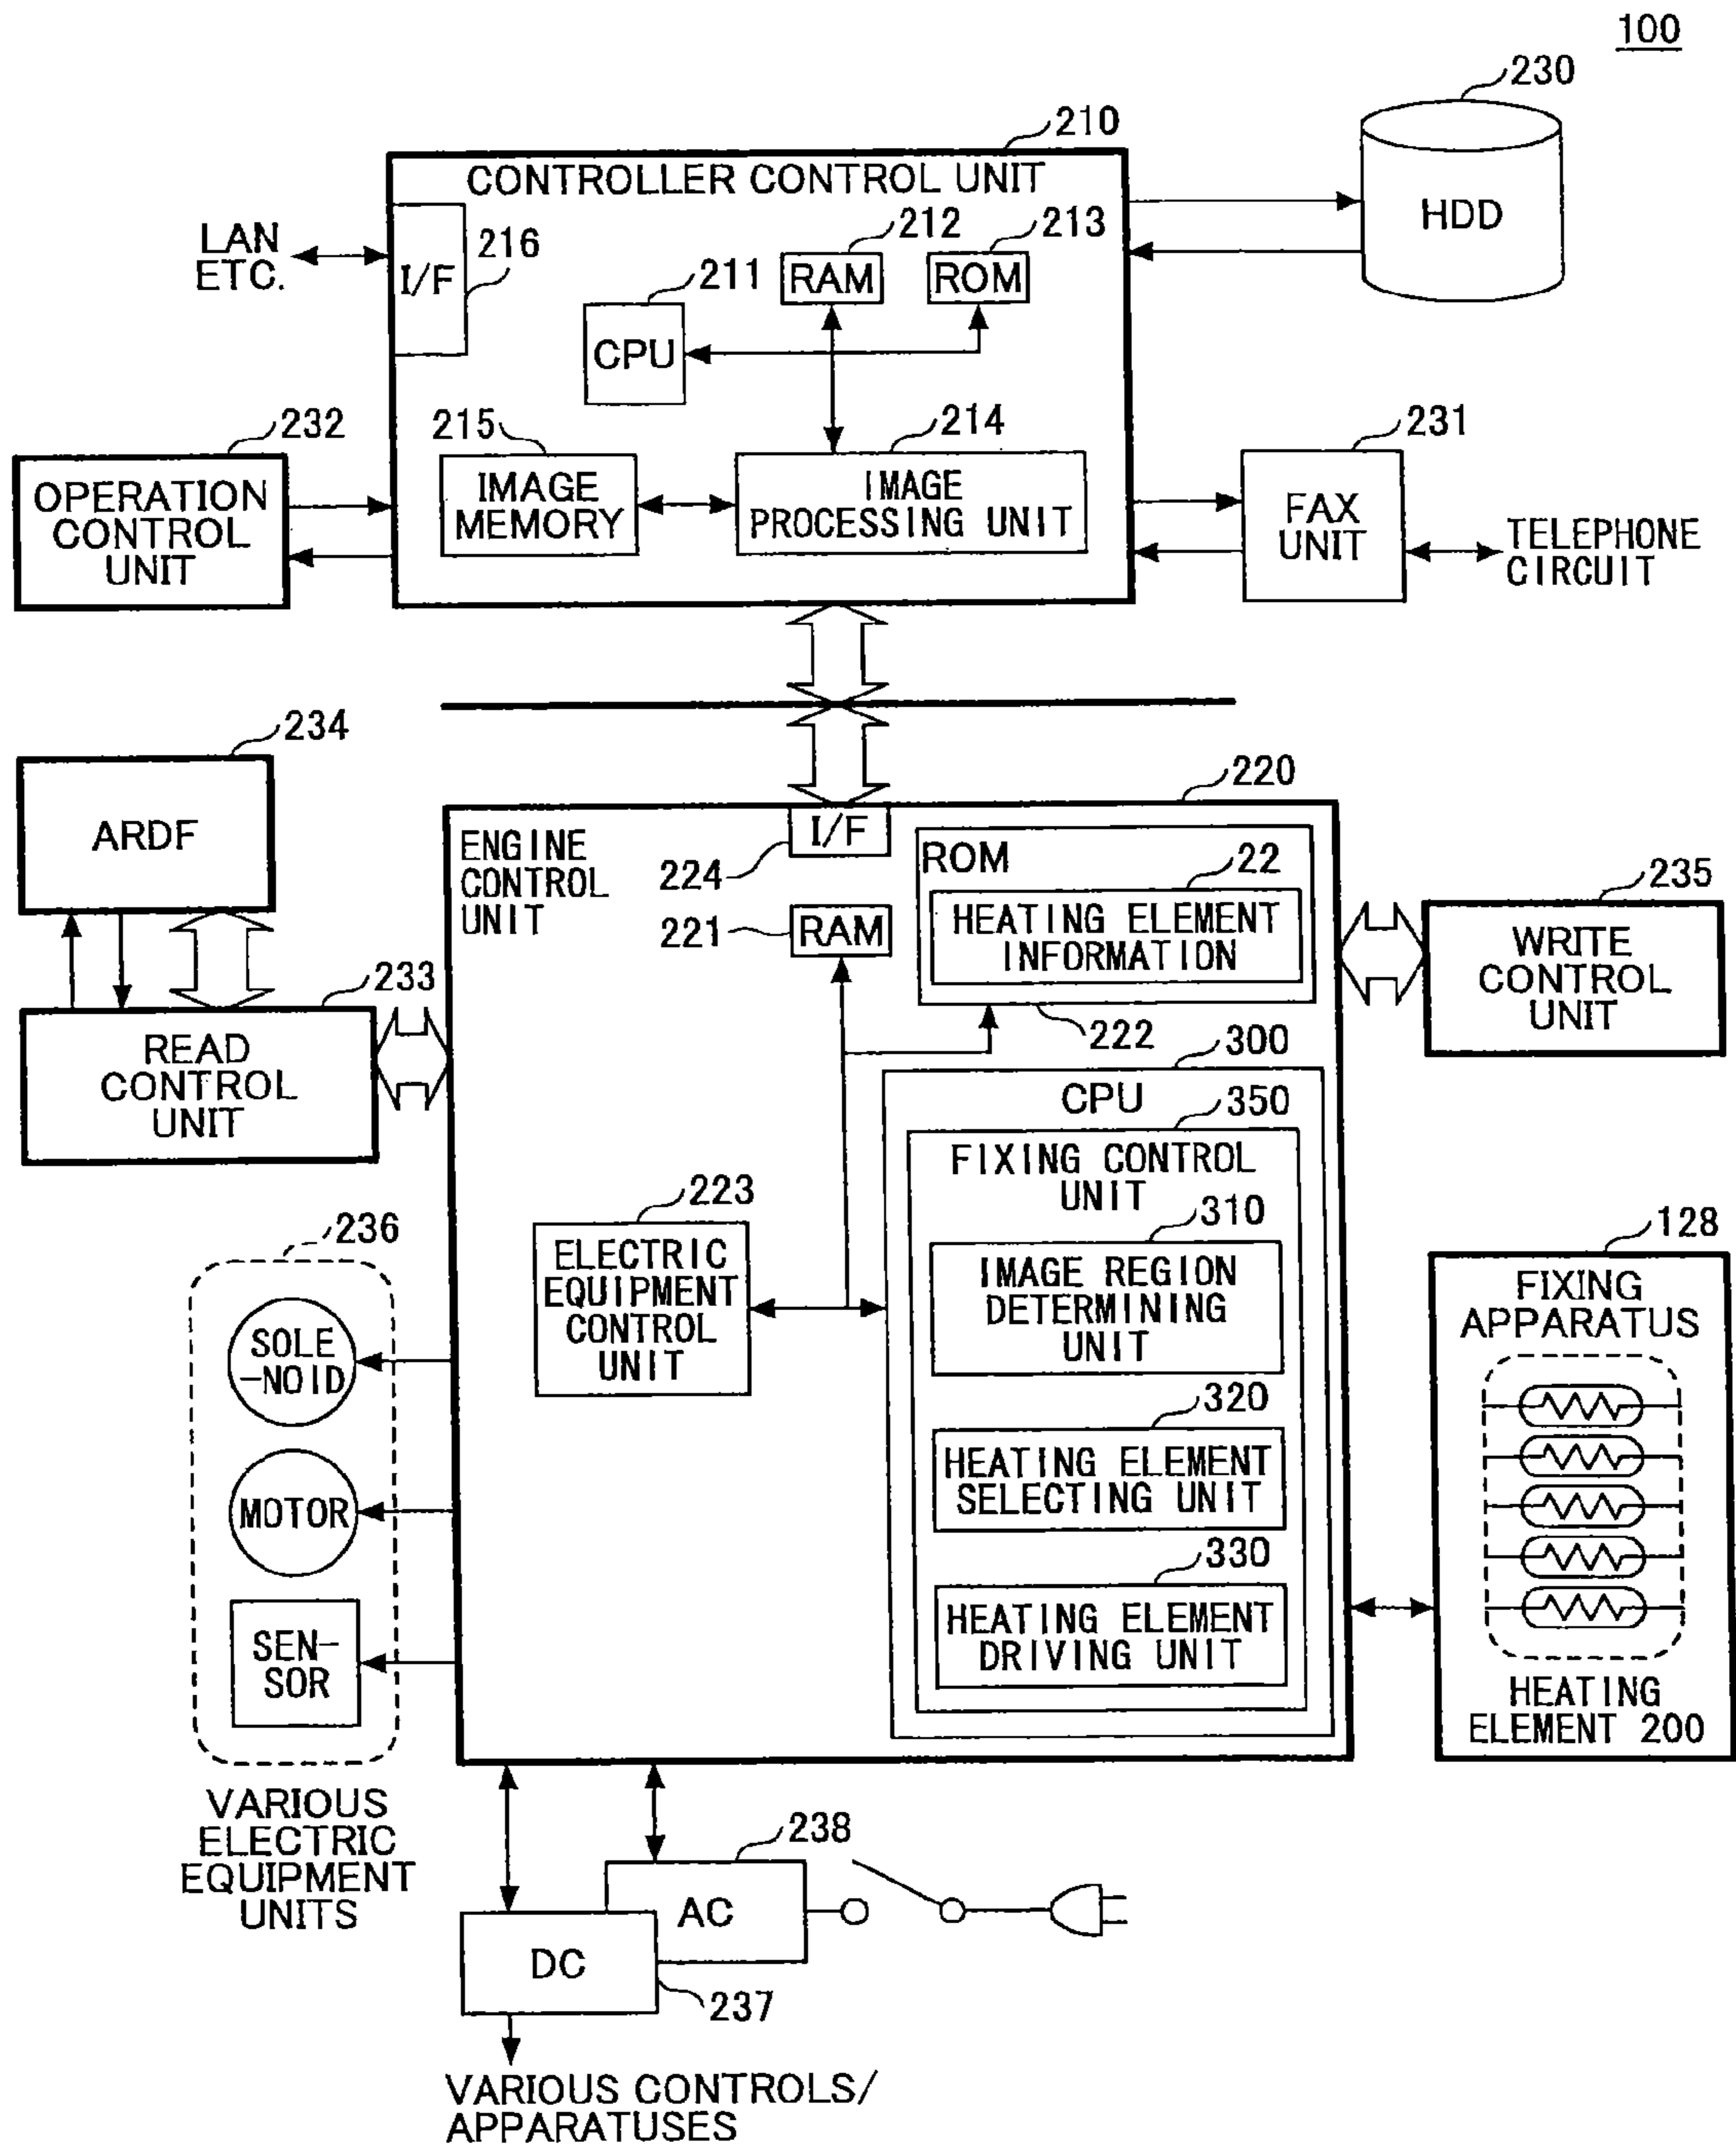 100
230
210
CONTROLLER CONTROL UNIT
HDD
LAN
ETC.
I/F
216
212
213
RAM
ROM
211
CPU
232
215
214
231
OPERATION
CONTROL
UNIT
IMAGE
MEMORY
IMAGE
PROCESSING UNIT
FAX
UNIT
TELEPHONE
CIRCUIT
234
ARDF
220
ENGINE
CONTROL
UNIT
I/F
224
ROM
22
HEATING ELEMENT
INFORMATION
222
221
RAM
235
WRITE
CONTROL
UNIT
233
READ
CONTROL
UNIT
300
CPU
350
FIXING CONTROL
UNIT
223
ELECTRIC
EQUIPMENT
CONTROL
UNIT
310
IMAGE REGION
DETERMINING
UNIT
320
HEATING ELEMENT
SELECTING UNIT
330
HEATING ELEMENT
DRIVING UNIT
128
FIXING
APPARATUS
HEATING
ELEMENT 200
236
SOLE
-NOID
MOTOR
SEN-
SOR
VARIOUS
ELECTRIC
EQUIPMENT
UNITS
238
AC
DC
237
VARIOUS CONTROLS/
APPARATUSES